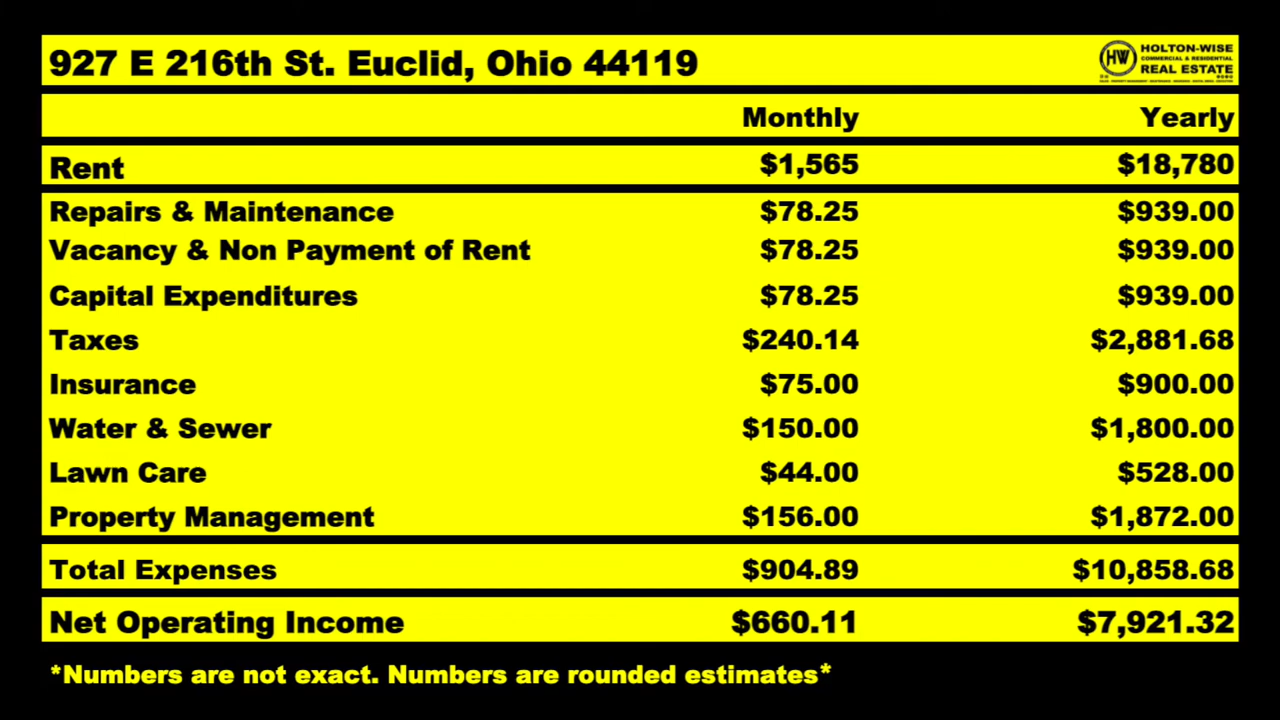 927 E 216th St. Euclid, Ohio 44119
HOLTON-WISE
COMMERCIAL & RESIDENTIAL
REAL ESTATE
HW
Monthly Yearly
Rent $1,565 $18,780
Repairs & Maintenance $78.25 $939.00
Vacancy & Non Payment of Rent $78.25 $939.00
Capital Expenditures $78.25 $939.00
Taxes $240.14 $2,881.68
Insurance $75.00 $900.00
Water & Sewer $150.00 $1,800.00
Lawn Care $44.00 $528.00
Property Management $156.00 $1,872.00
Total Expenses $904.89 $10,858.68
Net Operating Income $660.11 $7,921.32
*Numbers are not exact. Numbers are rounded estimates*